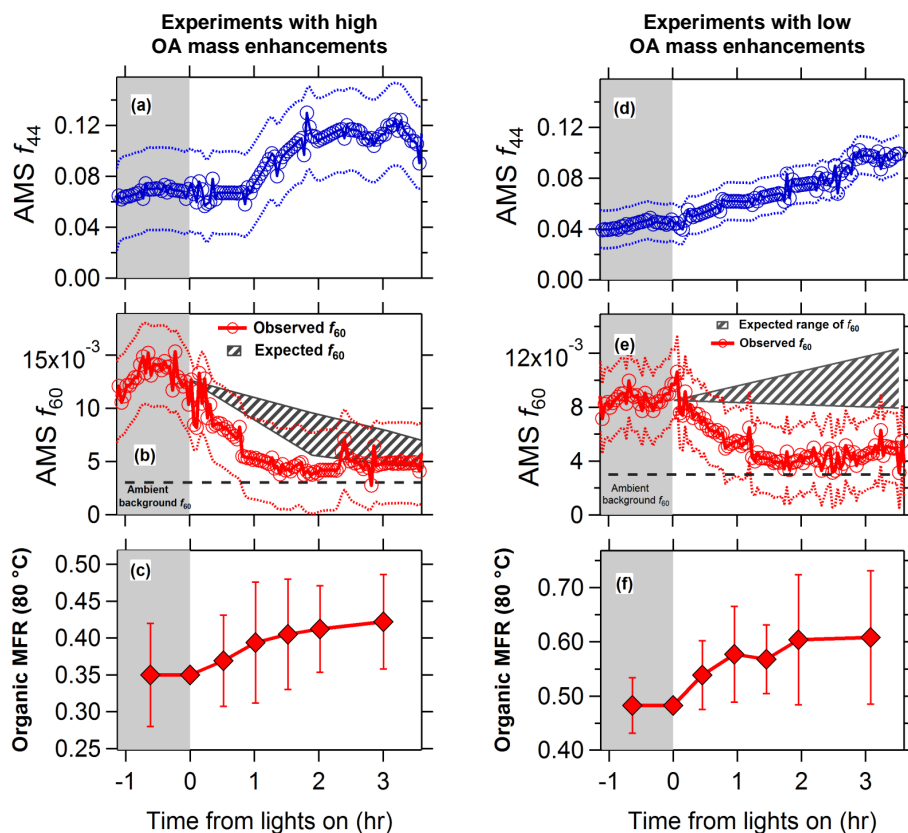 Experiments with high
OA mass enhancements
Experiments with low
OA mass enhancements
(a)
AMS f44
0.12
0.08
0.04
0.00
(d)
AMS f44
0.12
0.08
0.04
0.00
(b)
AMS f60
15x10-3
10
5
0
Observed f60
Expected f60
Ambient
background f60
(e)
AMS f60
12x10-3
8
4
0
Expected range of f60
Observed f60
Ambient
background f60
(c)
Organic MFR (80 °C)
0.50
0.45
0.40
0.35
0.30
0.25
-1 0 1 2 3
Time from lights on (hr)
(f)
Organic MFR (80 °C)
0.70
0.60
0.50
0.40
-1 0 1 2 3
Time from lights on (hr)